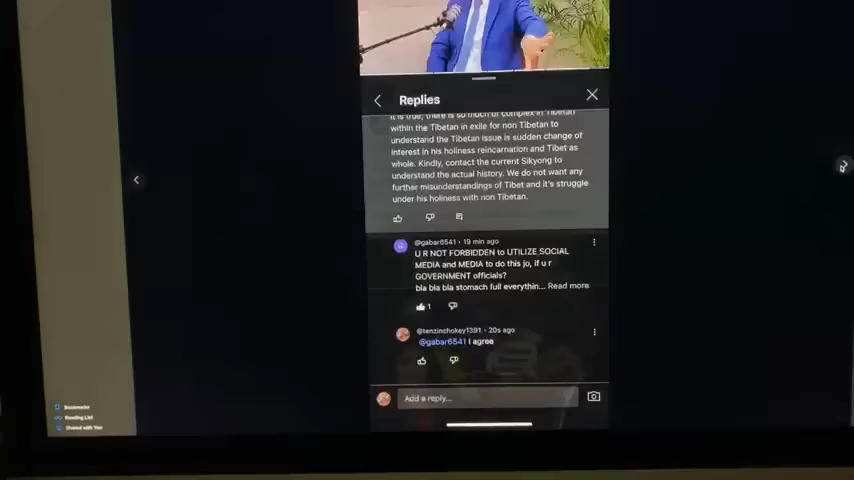 Replies
It is true, there is so much of complex in Tibetan
within the Tibetan in exile for non Tibetan to
understand the Tibetan issue is sudden change of
interest in his holiness reincarnation and Tibet as
whole. Kindly, contact the current Sikyong to
understand the actual history. We do not want any
further misunderstandings of Tibet and it's struggle
under his holiness with non Tibetan.
@gabar6541 • 19 min ago
U R NOT FORBIDDEN to UTILIZE SOCIAL
MEDIA and MEDIA to do this jo, if u r
GOVERNMENT officials?
bla bla bla stomach full everythin... Read more
1
@tenzinchokey1391 • 20s ago
@gabar6541 I agree
Add a reply...
Bookmarks
Reading List
Shared with You